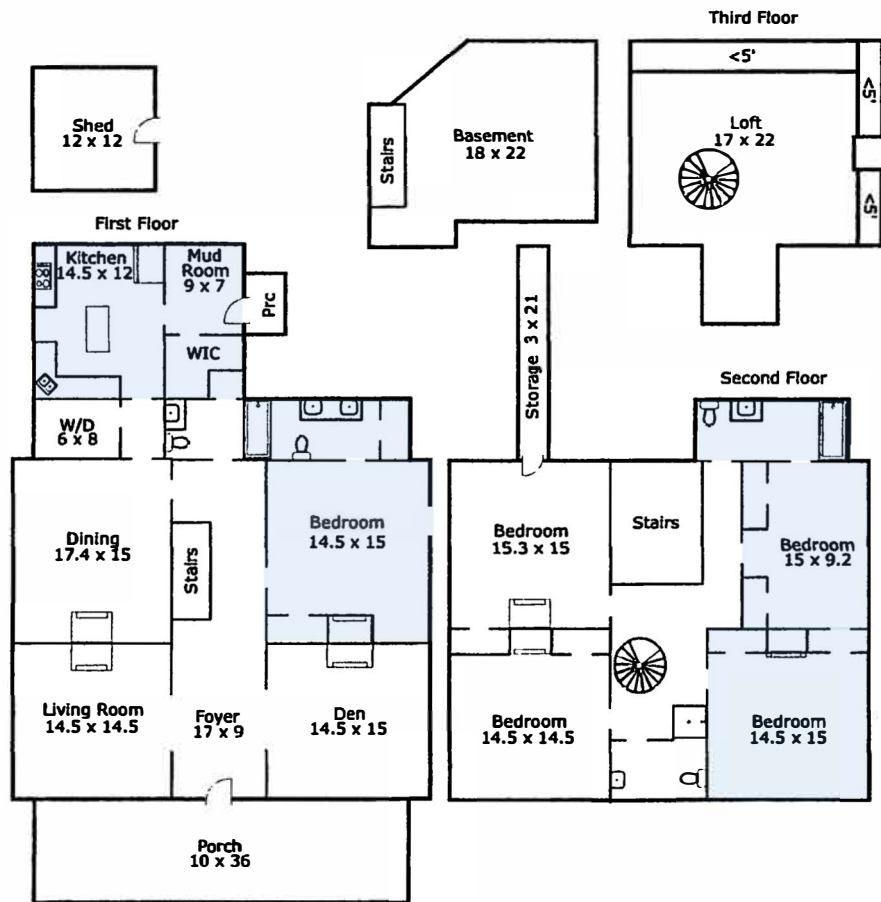 Third Floor
<5'
<5'
Shed
12 x 12
Stairs
Basement
18 x 22
Loft
17 x 22
<5'
First Floor
Kitchen
14.5 x 12
Mud
Room
9 x 7
Prc
WIC
Storage 3 x 21
Second Floor
W/D
6 x 8
Dining
17.4 x 15
Stairs
Bedroom
14.5 x 15
Bedroom
15.3 x 15
Stairs
Bedroom
15 x 9.2
Living Room
14.5 x 14.5
Foyer
17 x 9
Den
14.5 x 15
Bedroom
14.5 x 14.5
Bedroom
14.5 x 15
Porch
10 x 36